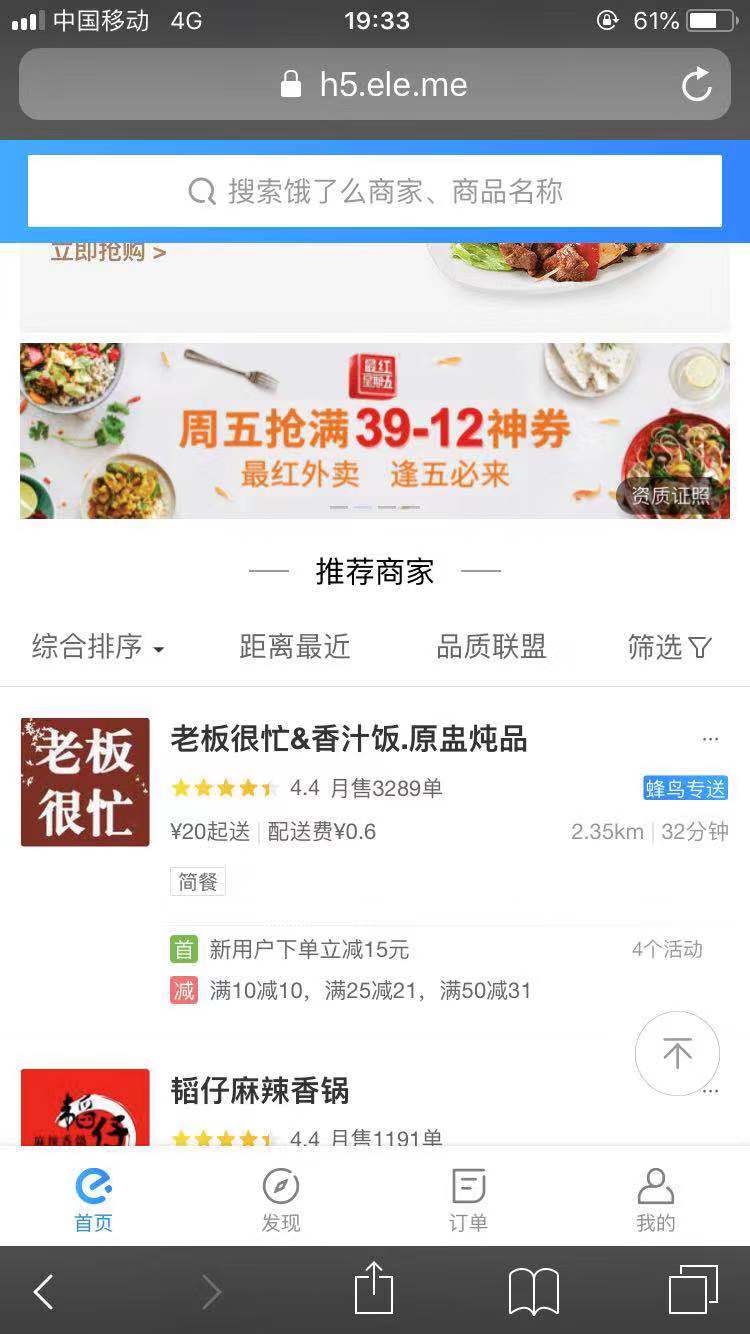 中国移动 4G 19:33 61%
h5.ele.me
搜索饿了么商家、商品名称
立即抢购 >
最红
星期五
周五抢满39-12神券
最红外卖 逢五必来
资质证照
推荐商家
综合排序 距离最近 品质联盟 筛选
老板
很忙
老板很忙&香汁饭.原盅炖品
4.4 月售3289单 蜂鸟专送
¥20起送 配送费¥0.6 2.35km 32分钟
简餐
首 新用户下单立减15元 4个活动
减 满10减10，满25减21，满50减31
韬仔
麻辣香锅
韬仔麻辣香锅
4.4 月售1191单
首页 发现 订单 我的